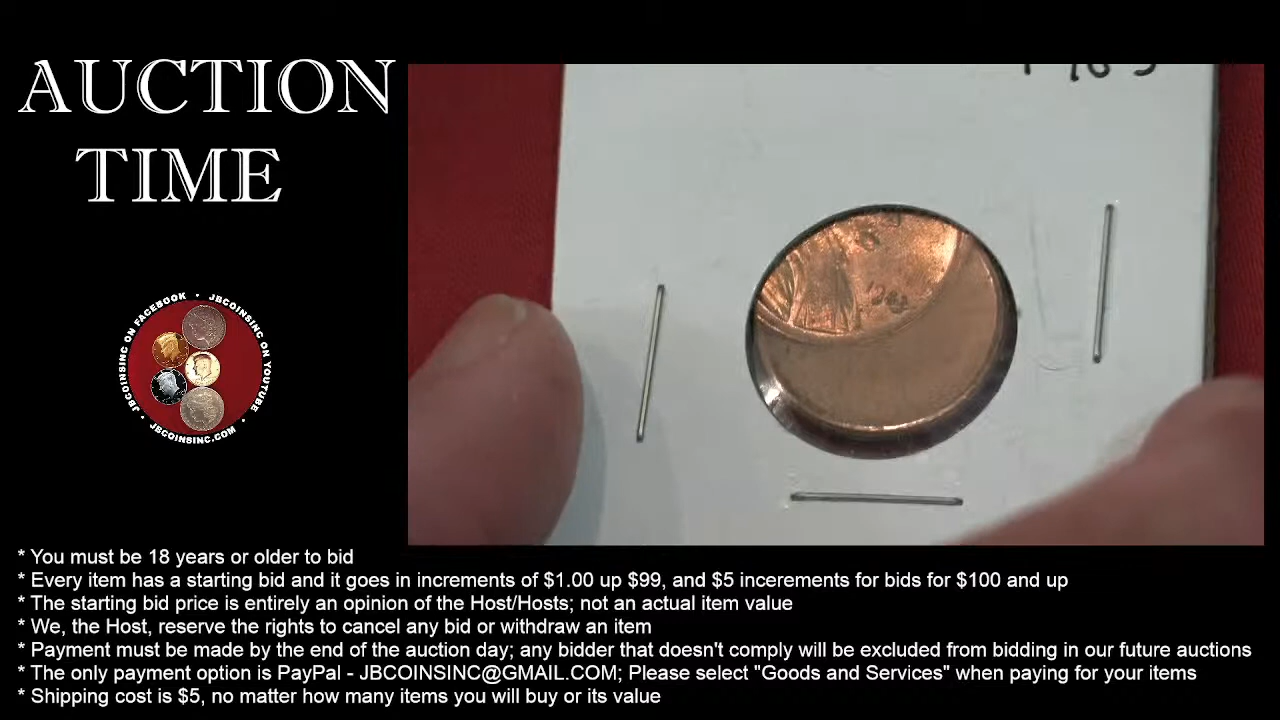 AUCTION
TIME
JBCOINSINC ON FACEBOOK • JBCOINSINC ON YOUTUBE • JBCOINSINC.COM •
* You must be 18 years or older to bid
* Every item has a starting bid and it goes in increments of $1.00 up $99, and $5 incerements for bids for $100 and up
* The starting bid price is entirely an opinion of the Host/Hosts; not an actual item value
* We, the Host, reserve the rights to cancel any bid or withdraw an item
* Payment must be made by the end of the auction day; any bidder that doesn't comply will be excluded from bidding in our future auctions
* The only payment option is PayPal - JBCOINSINC@GMAIL.COM; Please select "Goods and Services" when paying for your items
* Shipping cost is $5, no matter how many items you will buy or its value